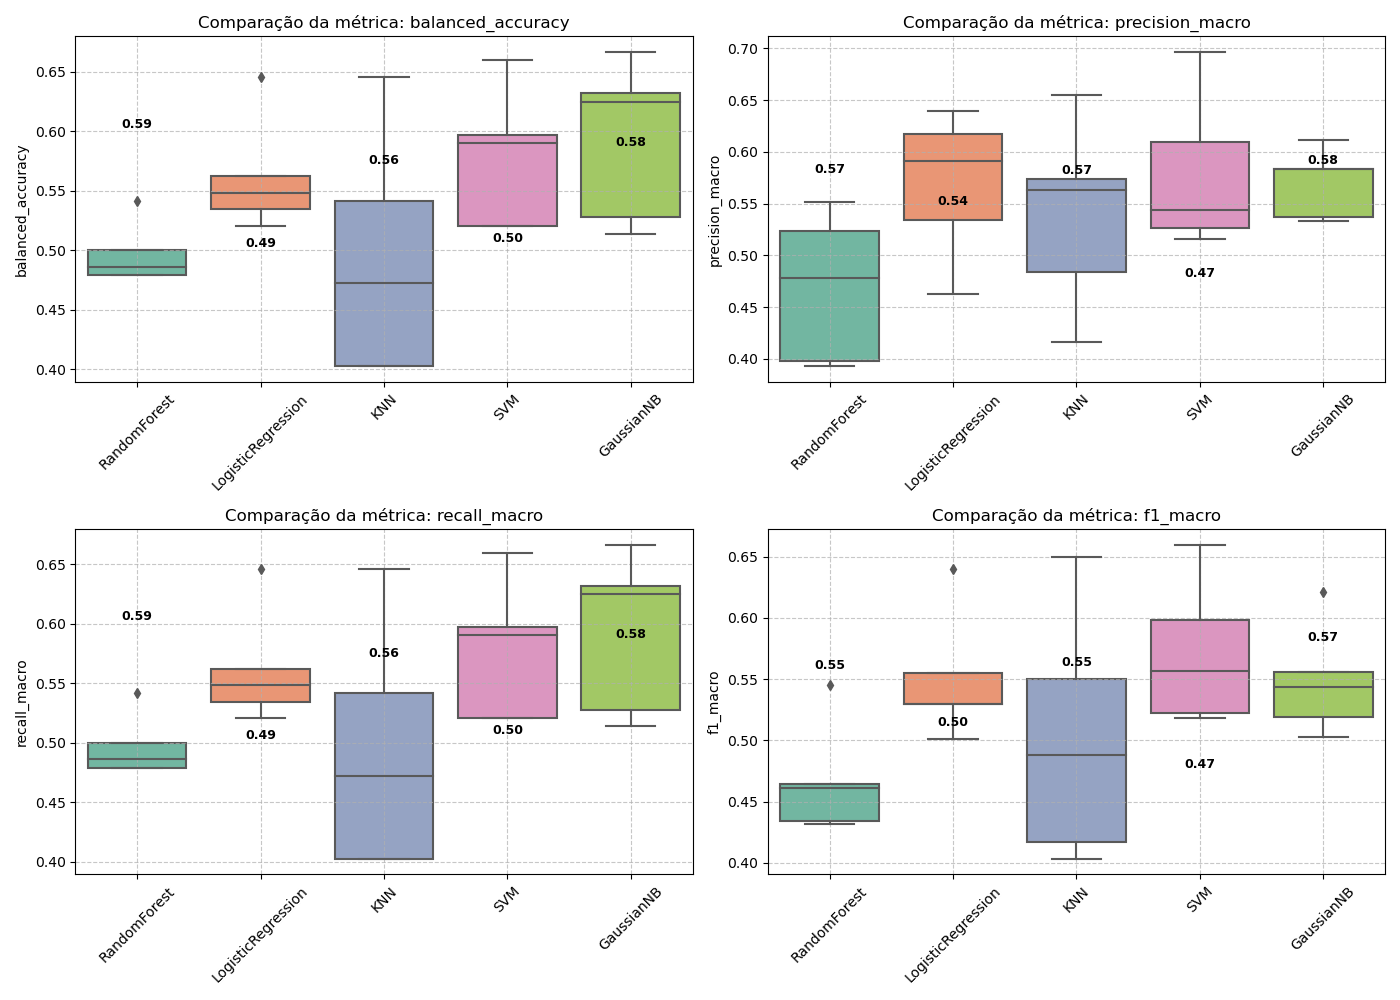 Comparação da métrica: balanced_accuracy
balanced_accuracy
0.65
0.60
0.55
0.50
0.45
0.40
0.59
0.49
0.56
0.50
0.58
RandomForest
LogisticRegression
KNN
SVM
GaussianNB
Comparação da métrica: precision_macro
precision_macro
0.70
0.65
0.60
0.55
0.50
0.45
0.40
0.57
0.54
0.57
0.47
0.58
RandomForest
LogisticRegression
KNN
SVM
GaussianNB
Comparação da métrica: recall_macro
recall_macro
0.65
0.60
0.55
0.50
0.45
0.40
0.59
0.49
0.56
0.50
0.58
RandomForest
LogisticRegression
KNN
SVM
GaussianNB
Comparação da métrica: f1_macro
f1_macro
0.65
0.60
0.55
0.50
0.45
0.40
0.55
0.50
0.55
0.47
0.57
RandomForest
LogisticRegression
KNN
SVM
GaussianNB